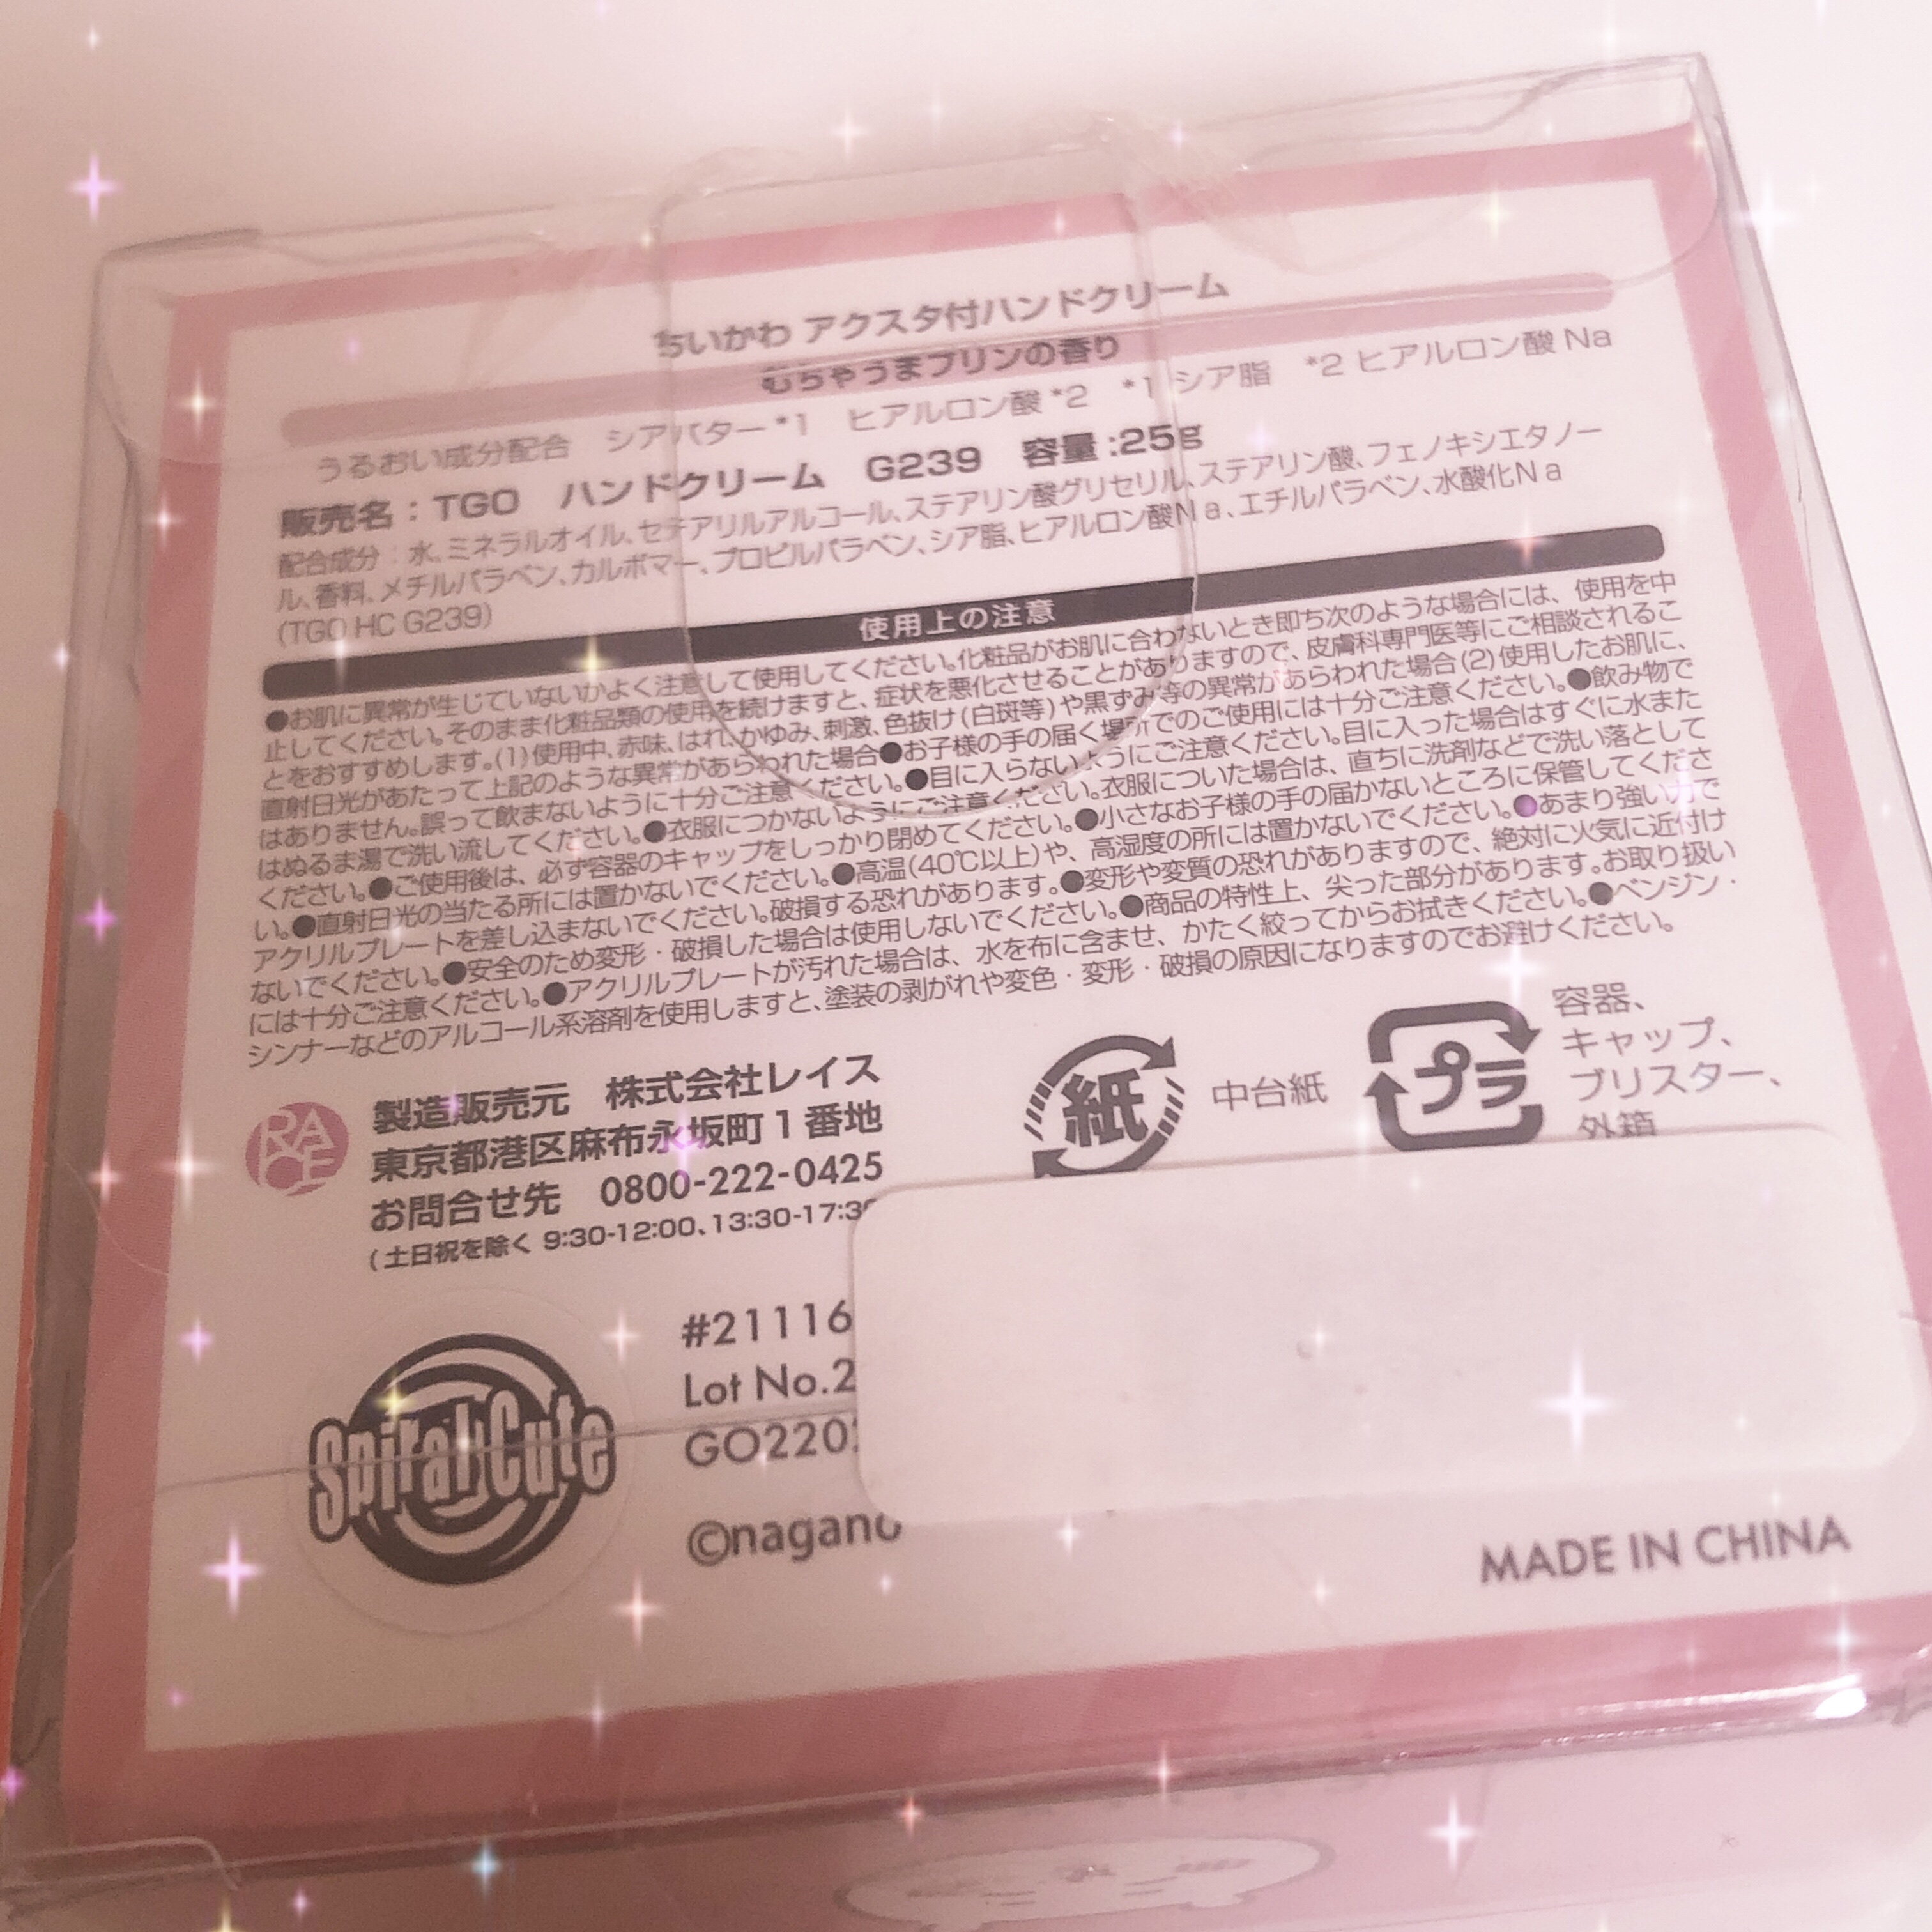 ちいかわ アクスタ付ハンドクリーム
むちゃうまプリンの香り
うるおい成分配合 シアバター*1 ヒアルロン酸*2 *1 シア脂 *2 ヒアルロン酸 Na
販売名：TGO ハンドクリーム G239 容量:25g
配合成分：水、ミネラルオイル、セテアリルアルコール、ステアリン酸グリセリル、ステアリン酸、フェノキシエタノー
ル、香料、メチルパラベン、カルボマー、プロピルパラベン、シア脂、ヒアルロン酸Na、エチルパラベン、水酸化Na
(TGO HC G239)
使用上の注意
●お肌に異常が生じていないかよく注意して使用してください。化粧品がお肌に合わないとき即ち次のような場合には、使用を中
止してください。そのまま化粧品類の使用を続けますと、症状を悪化させることがありますので、皮膚科専門医等にご相談されるこ
とをおすすめします。(1)使用中、赤味、はれ、かゆみ、刺激、色抜け(白斑等)や黒ずみ等の異常があらわれた場合(2)使用したお肌に、
直射日光があたって上記のような異常があらわれた場合●お子様の手の届く場所でのご使用には十分ご注意ください。●飲み物で
はありません。誤って飲まないように十分ご注意ください。●目に入らないようにご注意ください。目に入った場合はすぐに水また
はぬるま湯で洗い流してください。●衣服につかないようにご注意ください。衣服についた場合は、直ちに洗剤などで洗い落として
ください。●ご使用後は、必ず容器のキャップをしっかり閉めてください。●小さなお子様の手の届かないところに保管してくださ
い。●直射日光の当たる所には置かないでください。●高温(40℃以上)や、高湿度の所には置かないでください。●あまり強い力で
アクリルプレートを差し込まないでください。破損する恐れがあります。●変形や変質の恐れがありますので、絶対に火気に近付け
ないでください。●安全のため変形・破損した場合は使用しないでください。●商品の特性上、尖った部分があります。お取り扱い
には十分ご注意ください。●アクリルプレートが汚れた場合は、水を布に含ませ、かたく絞ってからお拭きください。●ベンジン・
シンナーなどのアルコール系溶剤を使用しますと、塗装の剥がれや変色・変形・破損の原因になりますのでお避けください。
RA
CE
製造販売元 株式会社レイス
東京都港区麻布永坂町1番地
お問合せ先 0800-222-0425
(土日祝を除く 9:30-12:00、13:30-17:30
紙 中台紙
プラ 容器、
キャップ、
ブリスター、
外箱
Spiral Cute
#21116
Lot No.2
GO220
©nagano
MADE IN CHINA